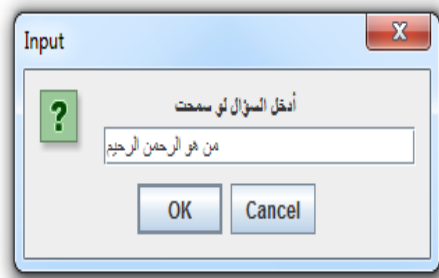 Input
X
?
أدخل السؤال لو سمحت
من هو الرحمن الرحيم
OK
Cancel